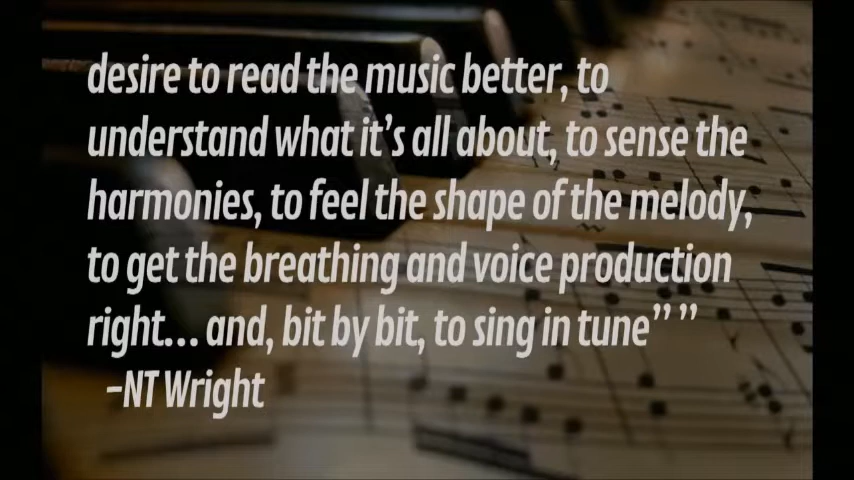 desire to read the music better, to
understand what it’s all about, to sense the
harmonies, to feel the shape of the melody,
to get the breathing and voice production
right... and, bit by bit, to sing in tune” ”
-NT Wright